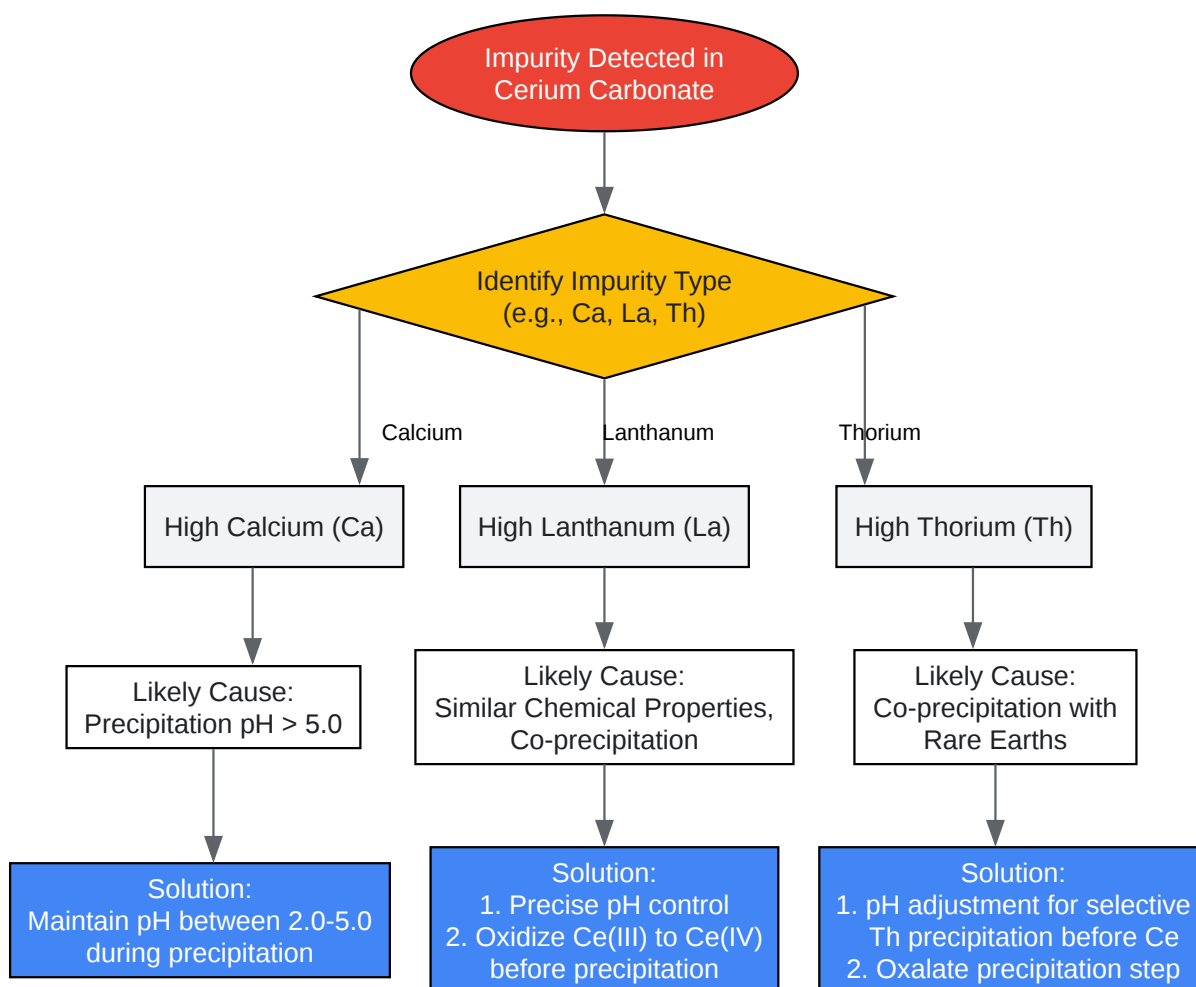 Impurity Detected in
Cerium Carbonate
Identify Impurity Type
(e.g., Ca, La, Th)
Calcium
Lanthanum
Thorium
High Calcium (Ca)
High Lanthanum (La)
High Thorium (Th)
Likely Cause:
Precipitation pH > 5.0
Likely Cause:
Similar Chemical Properties,
Co-precipitation
Likely Cause:
Co-precipitation with
Rare Earths
Solution:
Maintain pH between 2.0-5.0
during precipitation
Solution:
1. Precise pH control
2. Oxidize Ce(III) to Ce(IV)
before precipitation
Solution:
1. pH adjustment for selective
Th precipitation before Ce
2. Oxalate precipitation step